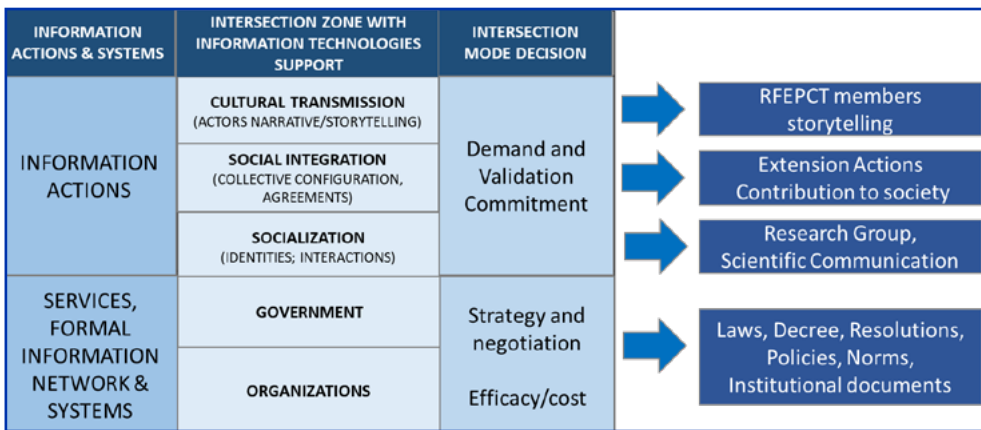 INFORMATION
ACTIONS & SYSTEMS
INTERSECTION ZONE WITH
INFORMATION TECHNOLOGIES
SUPPORT
INTERSECTION
MODE DECISION
INFORMATION
ACTIONS
CULTURAL TRANSMISSION
(ACTORS NARRATIVE/STORYTELLING)
SOCIAL INTEGRATION
(COLLECTIVE CONFIGURATION,
AGREEMENTS)
SOCIALIZATION
(IDENTITIES; INTERACTIONS)
Demand and
Validation
Commitment
RFEPCT members
storytelling
Extension Actions
Contribution to society
Research Group,
Scientific Communication
SERVICES,
FORMAL
INFORMATION
NETWORK &
SYSTEMS
GOVERNMENT
ORGANIZATIONS
Strategy and
negotiation
Efficacy/cost
Laws, Decree, Resolutions,
Policies, Norms,
Institutional documents